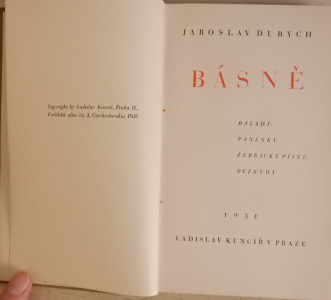 Copyright by Ladislav Kuncíř, Praha II.,
Voršilská ulice čís. 3. Czechoslovakia 1930.
JAROSLAV DURYCH
BÁSNĚ
BALADY,
PANENKY,
ŽEBRACKÉ PÍSNĚ,
BEZKYDY
1930
LADISLAV KUNCÍŘ V PRAZE